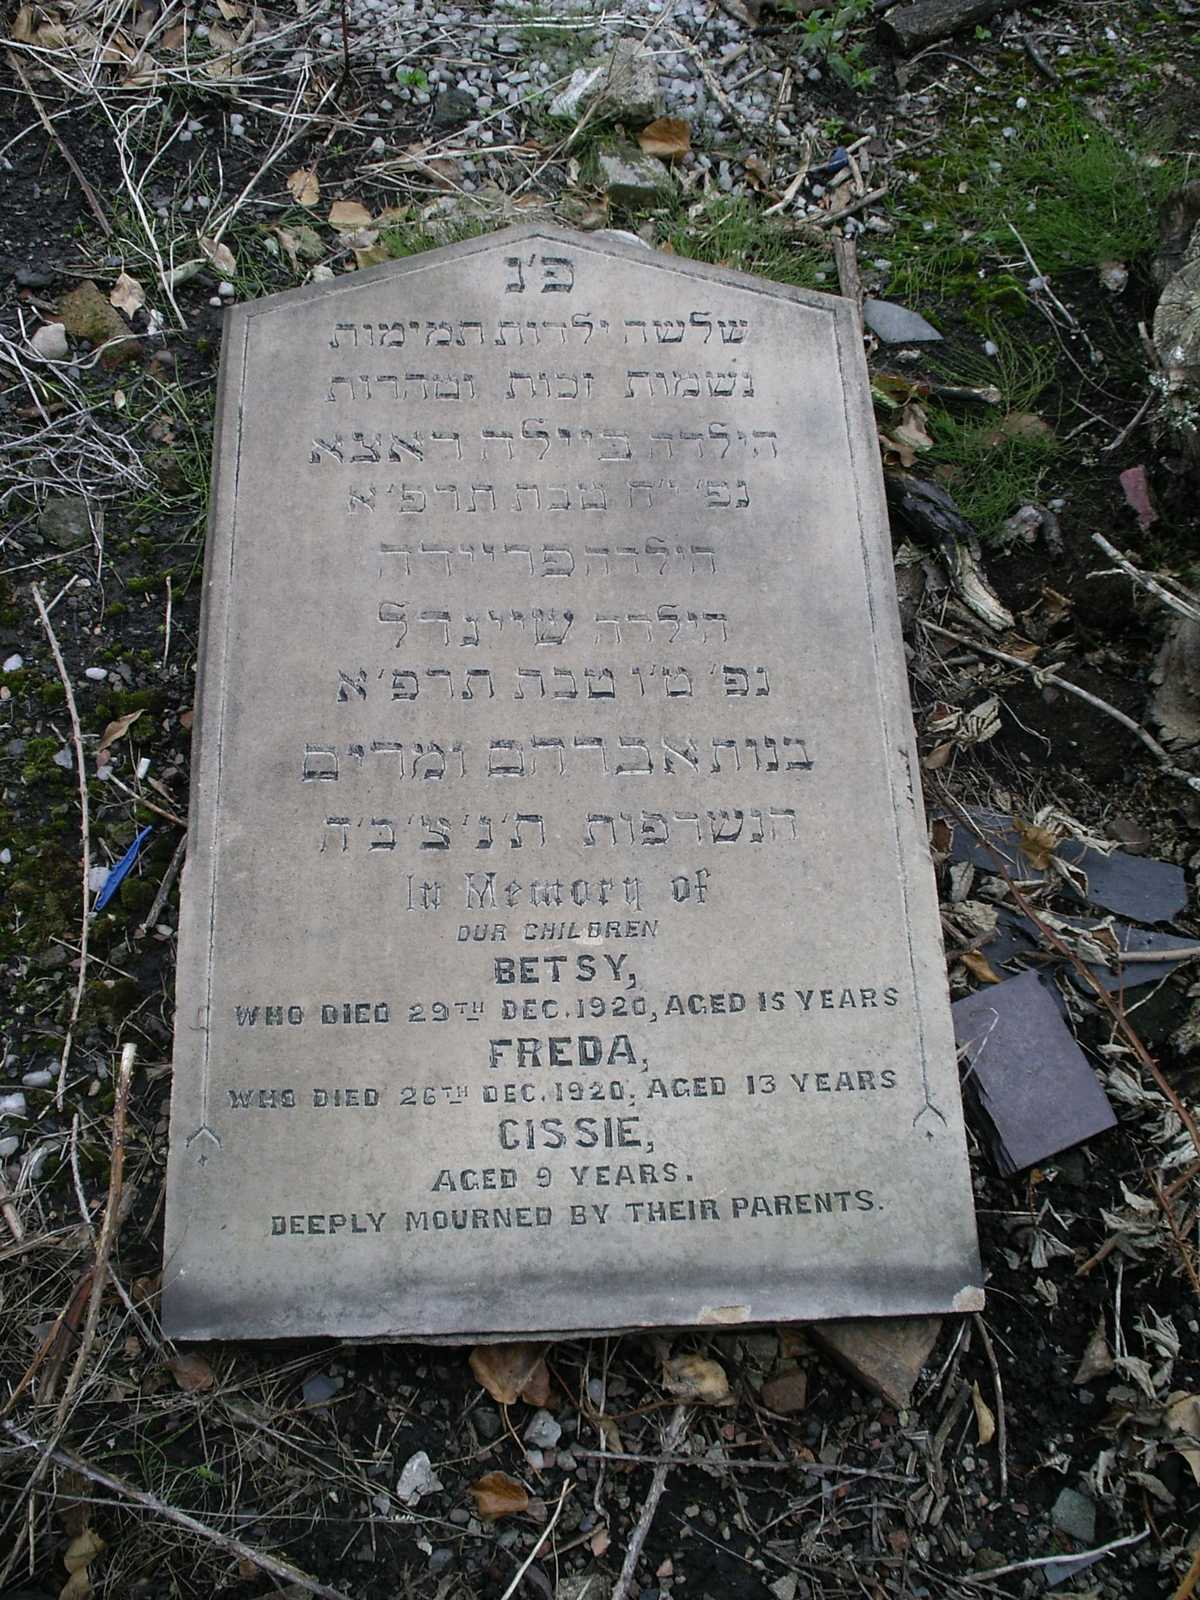 פ'נ
שלשה ילדות תמימות
נשמות זכות וטהרות
הילדה ביילה ראצא
נפ' י"ח טבת תרפ'א
הילדה פריידה
הילדה שיינדל
נפ' ט'ו טבת תרפ'א
בנות אברהם ומרים
הנשרפות ת'נ'צ'ב'ה
In Memory of
OUR CHILDREN
BETSY,
WHO DIED 29TH DEC. 1920, AGED 15 YEARS
FREDA,
WHO DIED 26TH DEC. 1920, AGED 13 YEARS
CISSIE,
AGED 9 YEARS.
DEEPLY MOURNED BY THEIR PARENTS.